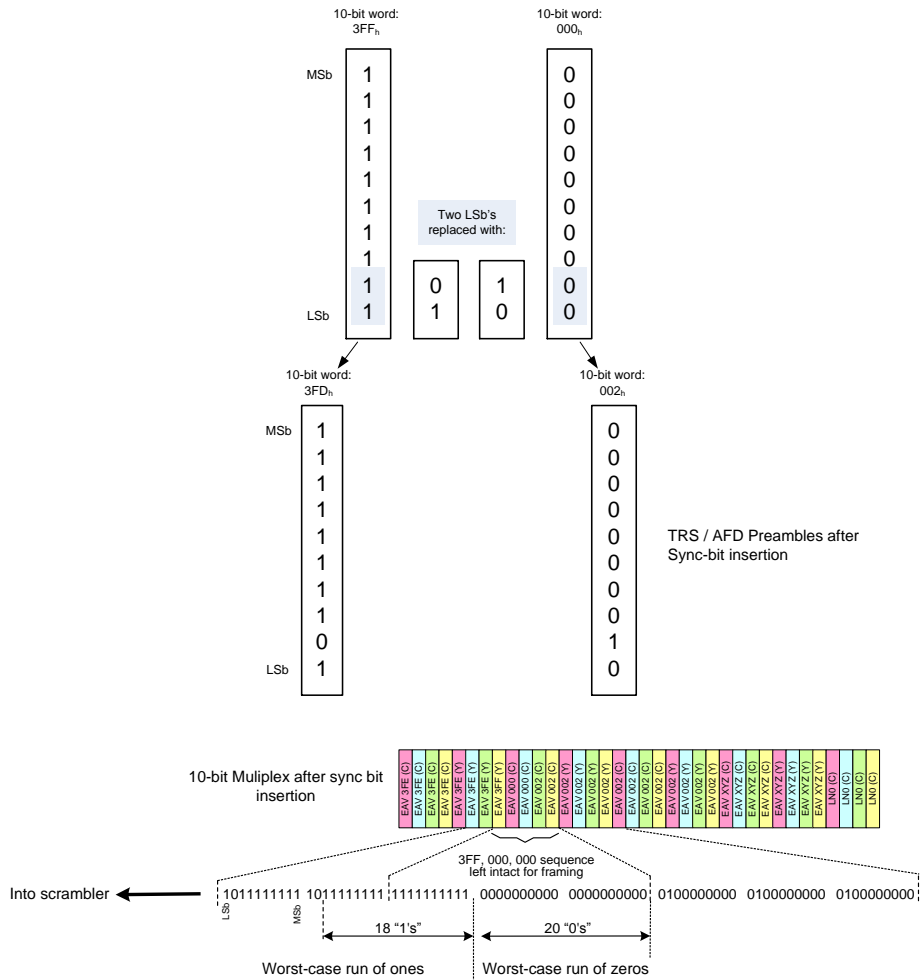 10-bit word:
3FFh
10-bit word:
000h
MSb
1
1
1
1
1
1
1
1
1
1
LSb
Two LSb's
replaced with:
0
1
1
0
0
0
0
0
0
0
0
0
0
0
10-bit word:
3FDh
10-bit word:
002h
MSb
1
1
1
1
1
1
1
1
0
1
LSb
0
0
0
0
0
0
0
0
1
0
TRS / AFD Preambles after
Sync-bit insertion
10-bit Muliplex after sync bit
insertion
EAV 3FE (C)
EAV 3FE (C)
EAV 3FE (C)
EAV 3FE (C)
EAV 3FE (Y)
EAV 3FE (Y)
EAV 3FE (Y)
EAV 3FF (Y)
EAV 000 (C)
EAV 000 (C)
EAV 002 (C)
EAV 002 (C)
EAV 002 (Y)
EAV 002 (Y)
EAV 002 (Y)
EAV 002 (Y)
EAV 002 (C)
EAV 002 (C)
EAV 002 (C)
EAV 002 (C)
EAV 002 (Y)
EAV 002 (Y)
EAV 002 (Y)
EAV 002 (Y)
EAV XYZ (C)
EAV XYZ (C)
EAV XYZ (C)
EAV XYZ (C)
EAV XYZ (Y)
EAV XYZ (Y)
EAV XYZ (Y)
EAV XYZ (Y)
LN0 (C)
LN0 (C)
LN0 (C)
LN0 (C)
3FF, 000, 000 sequence
left intact for framing
Into scrambler
1011111111 1011111111 1111111111 0000000000 0000000000 0100000000 0100000000 0100000000
LSb
MSb
18 "1's"
20 "0's"
Worst-case run of ones
Worst-case run of zeros